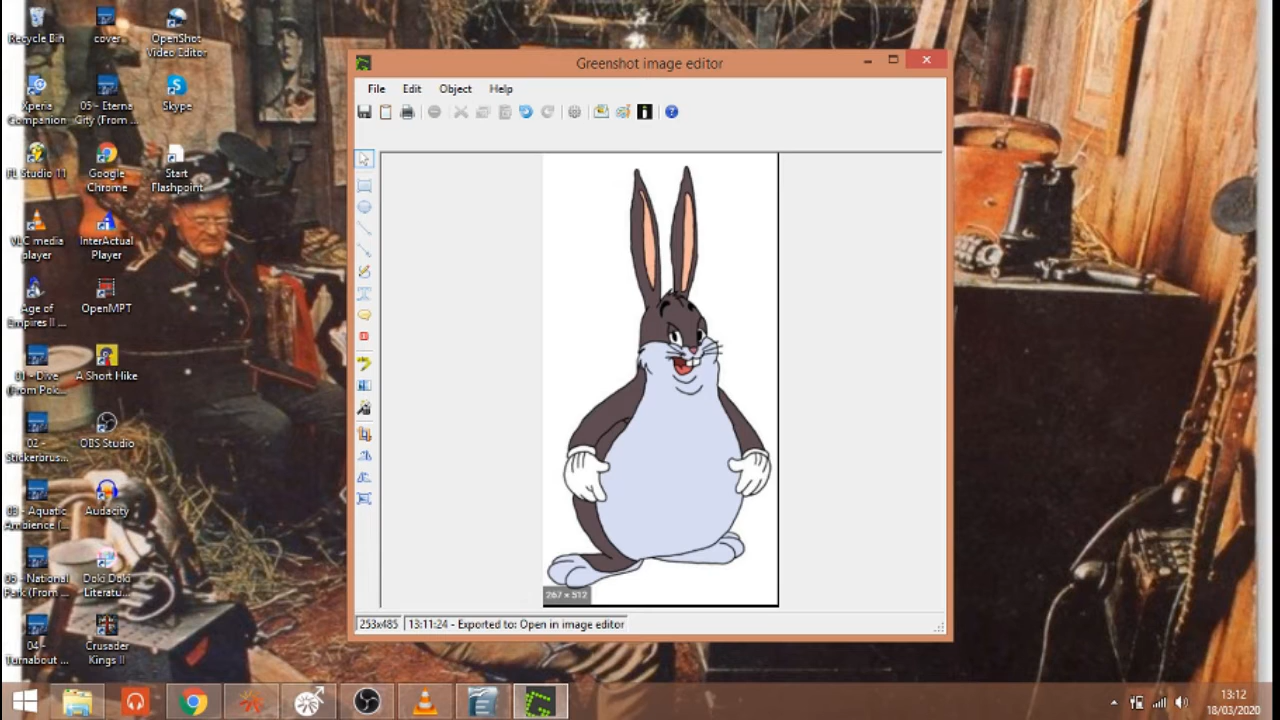 Recycle Bin
cover
OpenShot
Video Editor
Xperia
Companion
05 - Eterna
City (From ...
Skype
FL Studio 11
Google
Chrome
Start
Flashpoint
VLC media
player
InterActual
Player
Age of
Empires II ...
OpenMPT
01 - Dive
(From Pok...
A Short Hike
02 -
Stickerbrus...
OBS Studio
03 - Aquatic
Ambience (...
Audacity
05 - National
Park (From ...
Doki Doki
Literatu...
04 -
Turnabout ...
Crusader
Kings II
Greenshot image editor
File Edit Object Help
267 × 512
253x485 13:11:24 - Exported to: Open in image editor
13:12
18/03/2020